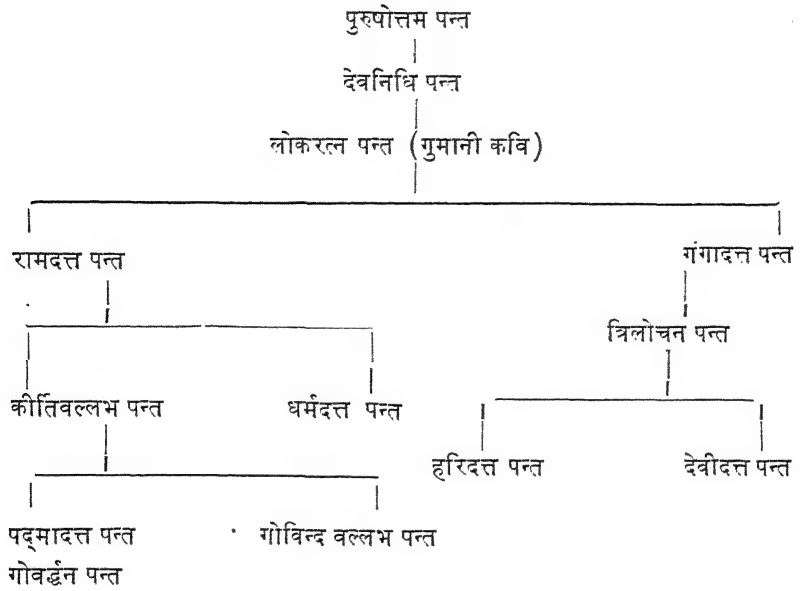 पुरुषोत्तम पन्त
देवनिधि पन्त
लोकरत्न पन्त (गुमानी कवि)
रामदत्त पन्त
गंगादत्त पन्त
त्रिलोचन पन्त
कीर्तिवल्लभ पन्त
धर्मदत्त पन्त
हरिदत्त पन्त
देवीदत्त पन्त
पद्मादत्त पन्त
गोविन्द वल्लभ पन्त
गोवर्द्धन पन्त